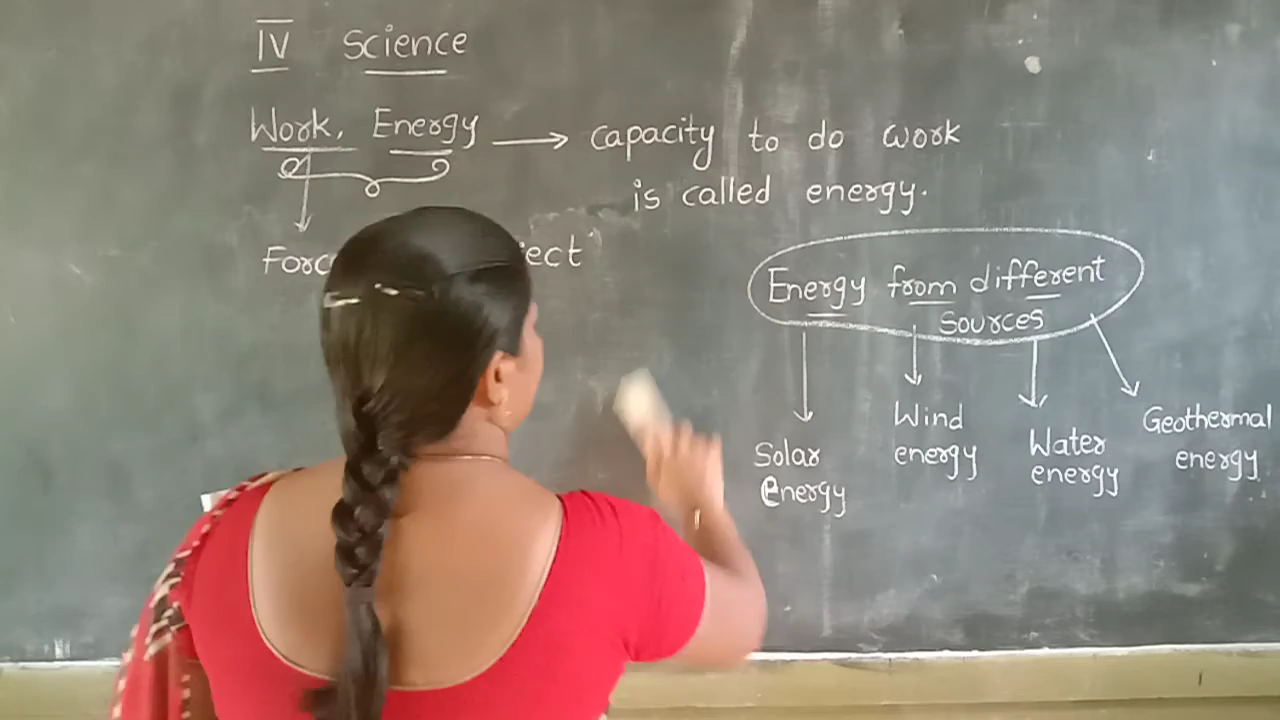 IV Science
Work, Energy → capacity to do work
is called energy.
Energy from different
sources
Solar
energy
Wind
energy
Water
energy
Geothermal
energy